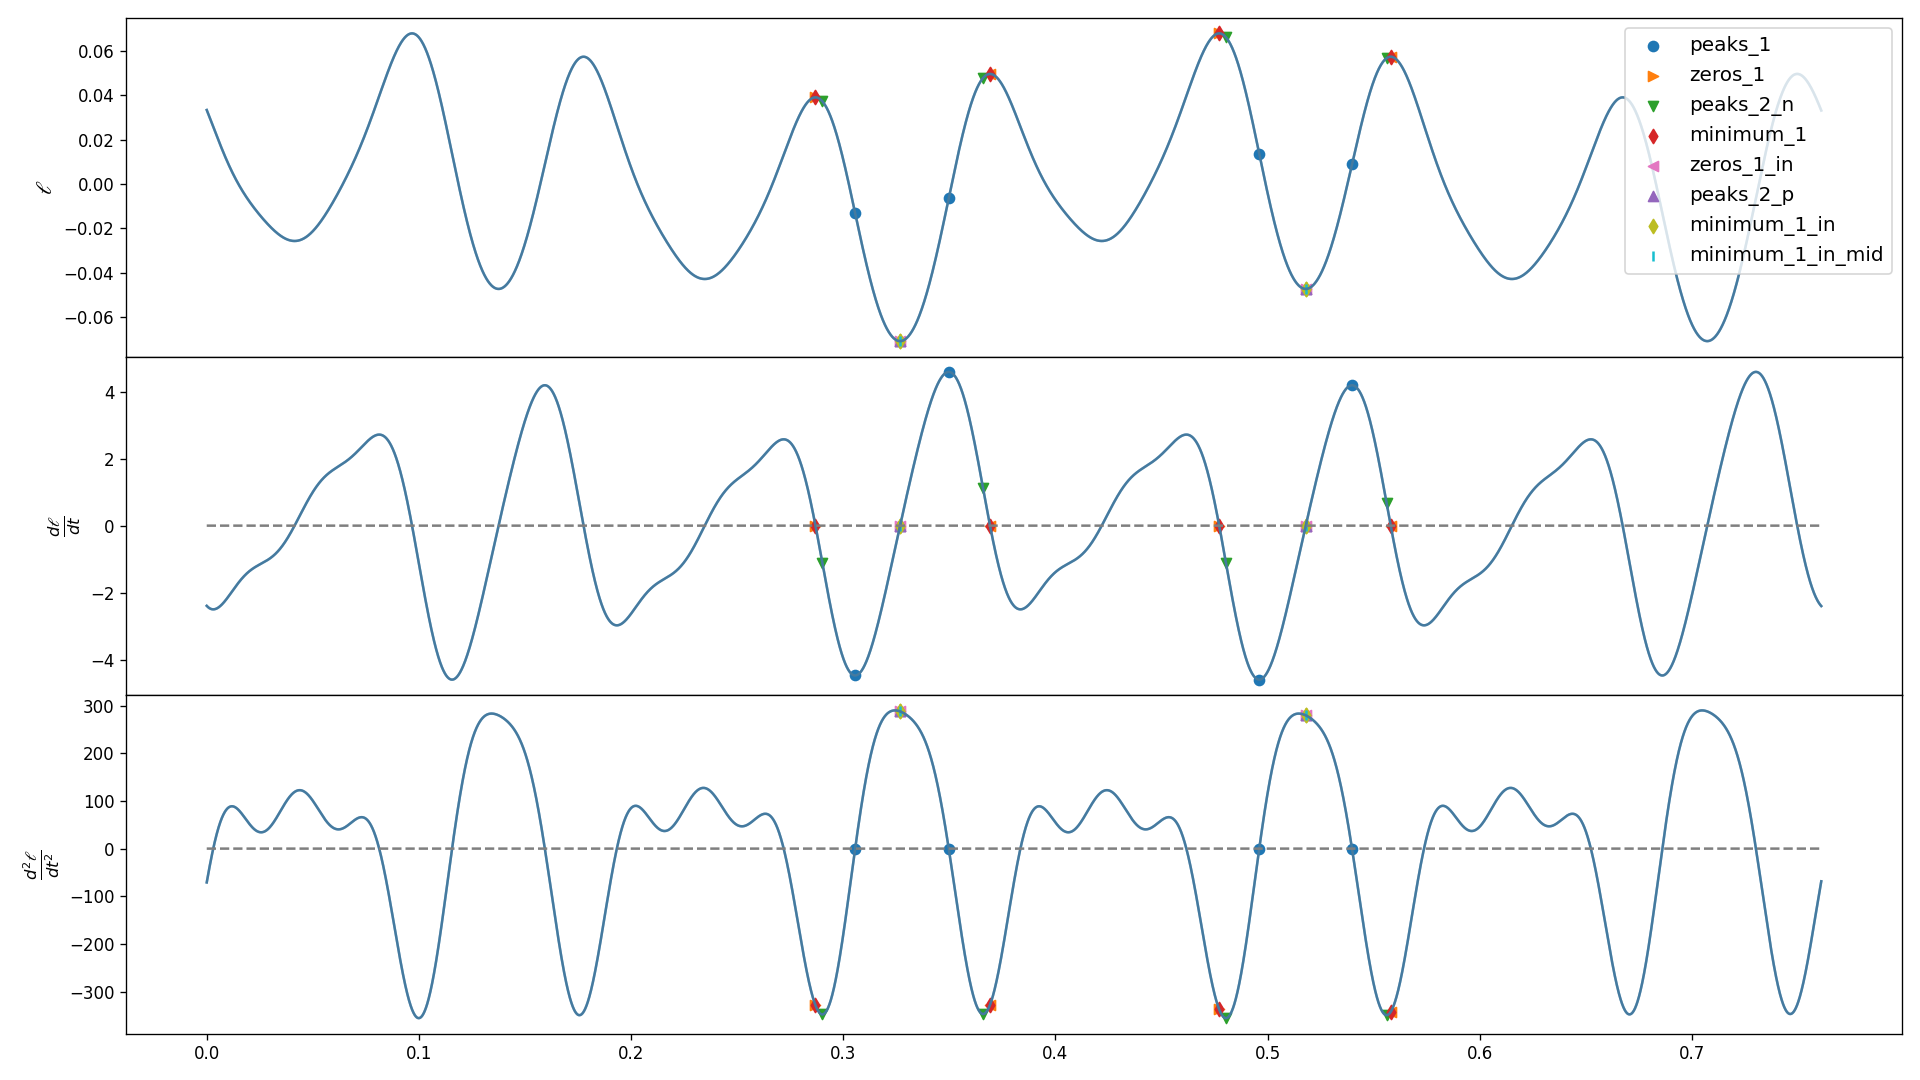 ℓ
0.06
0.04
0.02
0.00
−0.02
−0.04
−0.06
peaks_1
zeros_1
peaks_2_n
minimum_1
zeros_1_in
peaks_2_p
minimum_1_in
minimum_1_in_mid
dℓ
dt
4
2
0
−2
−4
d²ℓ
dt²
300
200
100
0
−100
−200
−300
0.0 0.1 0.2 0.3 0.4 0.5 0.6 0.7